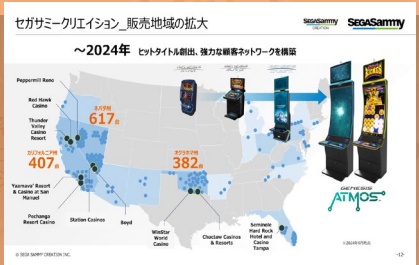 セガサミークリエイション_販売地域の拡大
SEGASammy
CREATION
SEGASammy
～2024年 ヒットタイトル創出、強力な顧客ネットワークを構築
Peppermill Reno
Red Hawk
Casino
Thunder
Valley
Casino
Resort
ネバダ州
617台
カリフォルニア州
407台
オクラホマ州
382台
Yaamava' Resort
& Casino at San
Manuel
Pechanga
Resort Casino
Station Casinos
Boyd
WinStar
World
Casino
Choctaw Casinos
& Resorts
Seminole
Hard Rock
Hotel and
Casino
Tampa
GENESIS
ATMOS
© SEGA SAMMY CREATION INC.
-12-